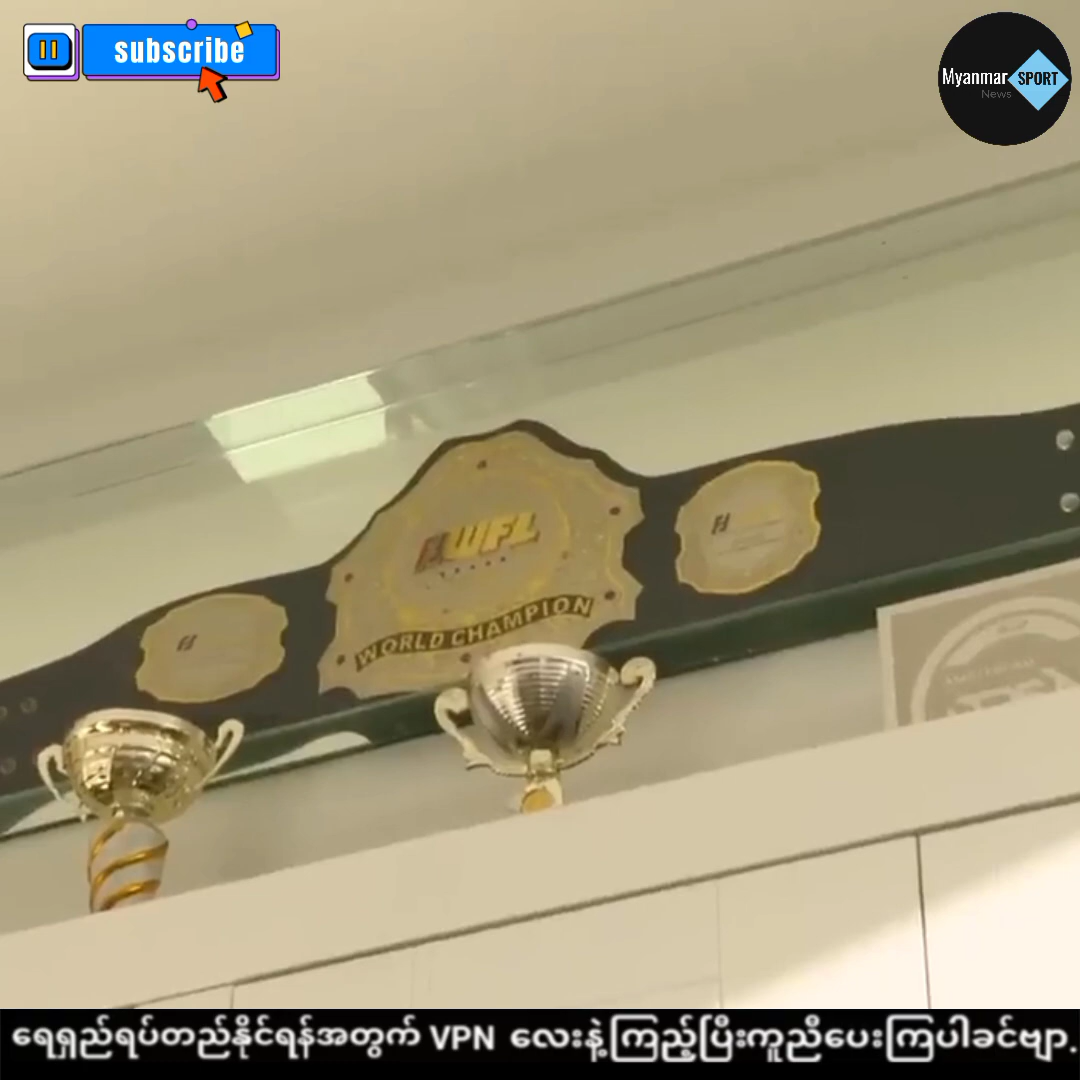 subscribe
Myanmar SPORT
News
WFL
WORLD CHAMPION
ရေရှည်ရပ်တည်နိုင်ရန်အတွက် VPN လေးနဲ့ ကြည့်ပြီးကူညီပေးကြပါခင်ဗျာ.